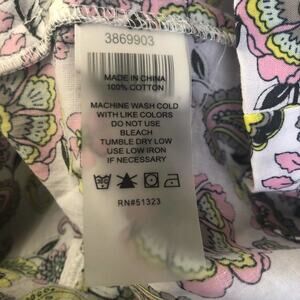 3869903
MADE IN CHINA
100% COTTON
MACHINE WASH COLD
WITH LIKE COLORS
DO NOT USE
BLEACH
TUMBLE DRY LOW
USE LOW IRON
IF NECESSARY
RN#51323